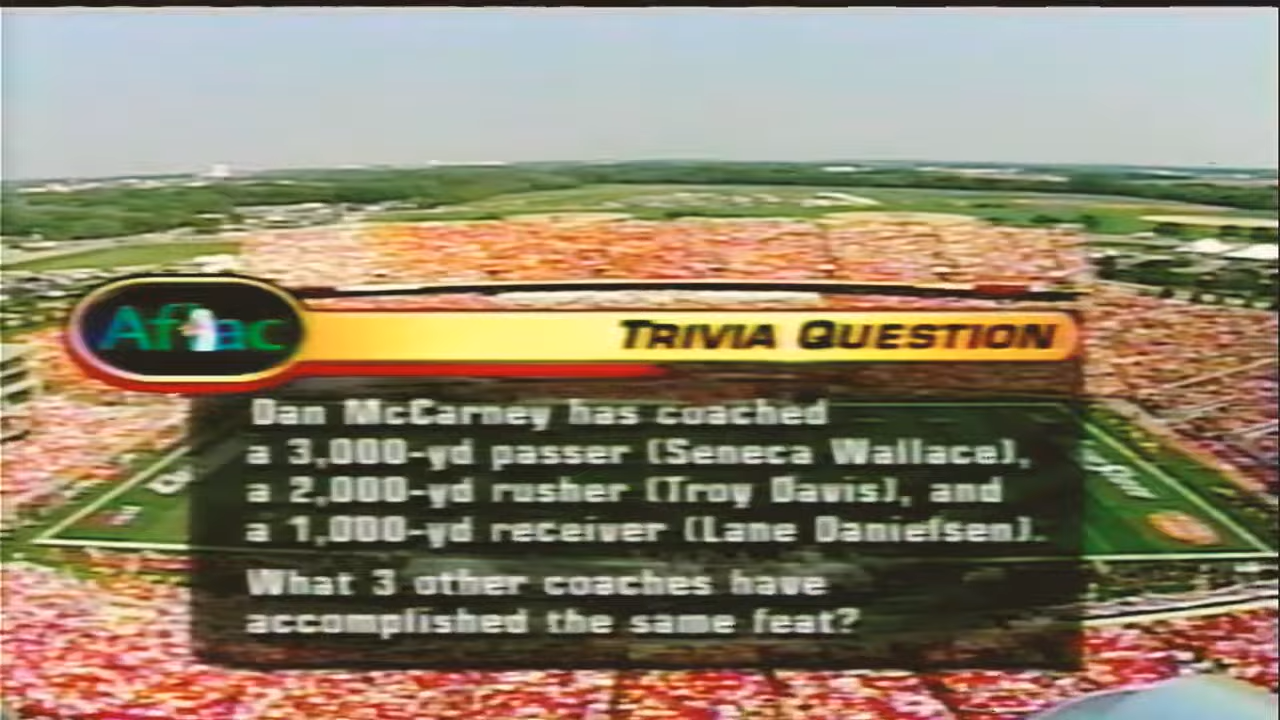 Aflac
TRIVIA QUESTION
Dan McCarney has coached
a 3,000-yd passer (Seneca Wallace),
a 2,000-yd rusher (Troy Davis), and
a 1,000-yd receiver (Lane Danielsen).
What 3 other coaches have
accomplished the same feat?